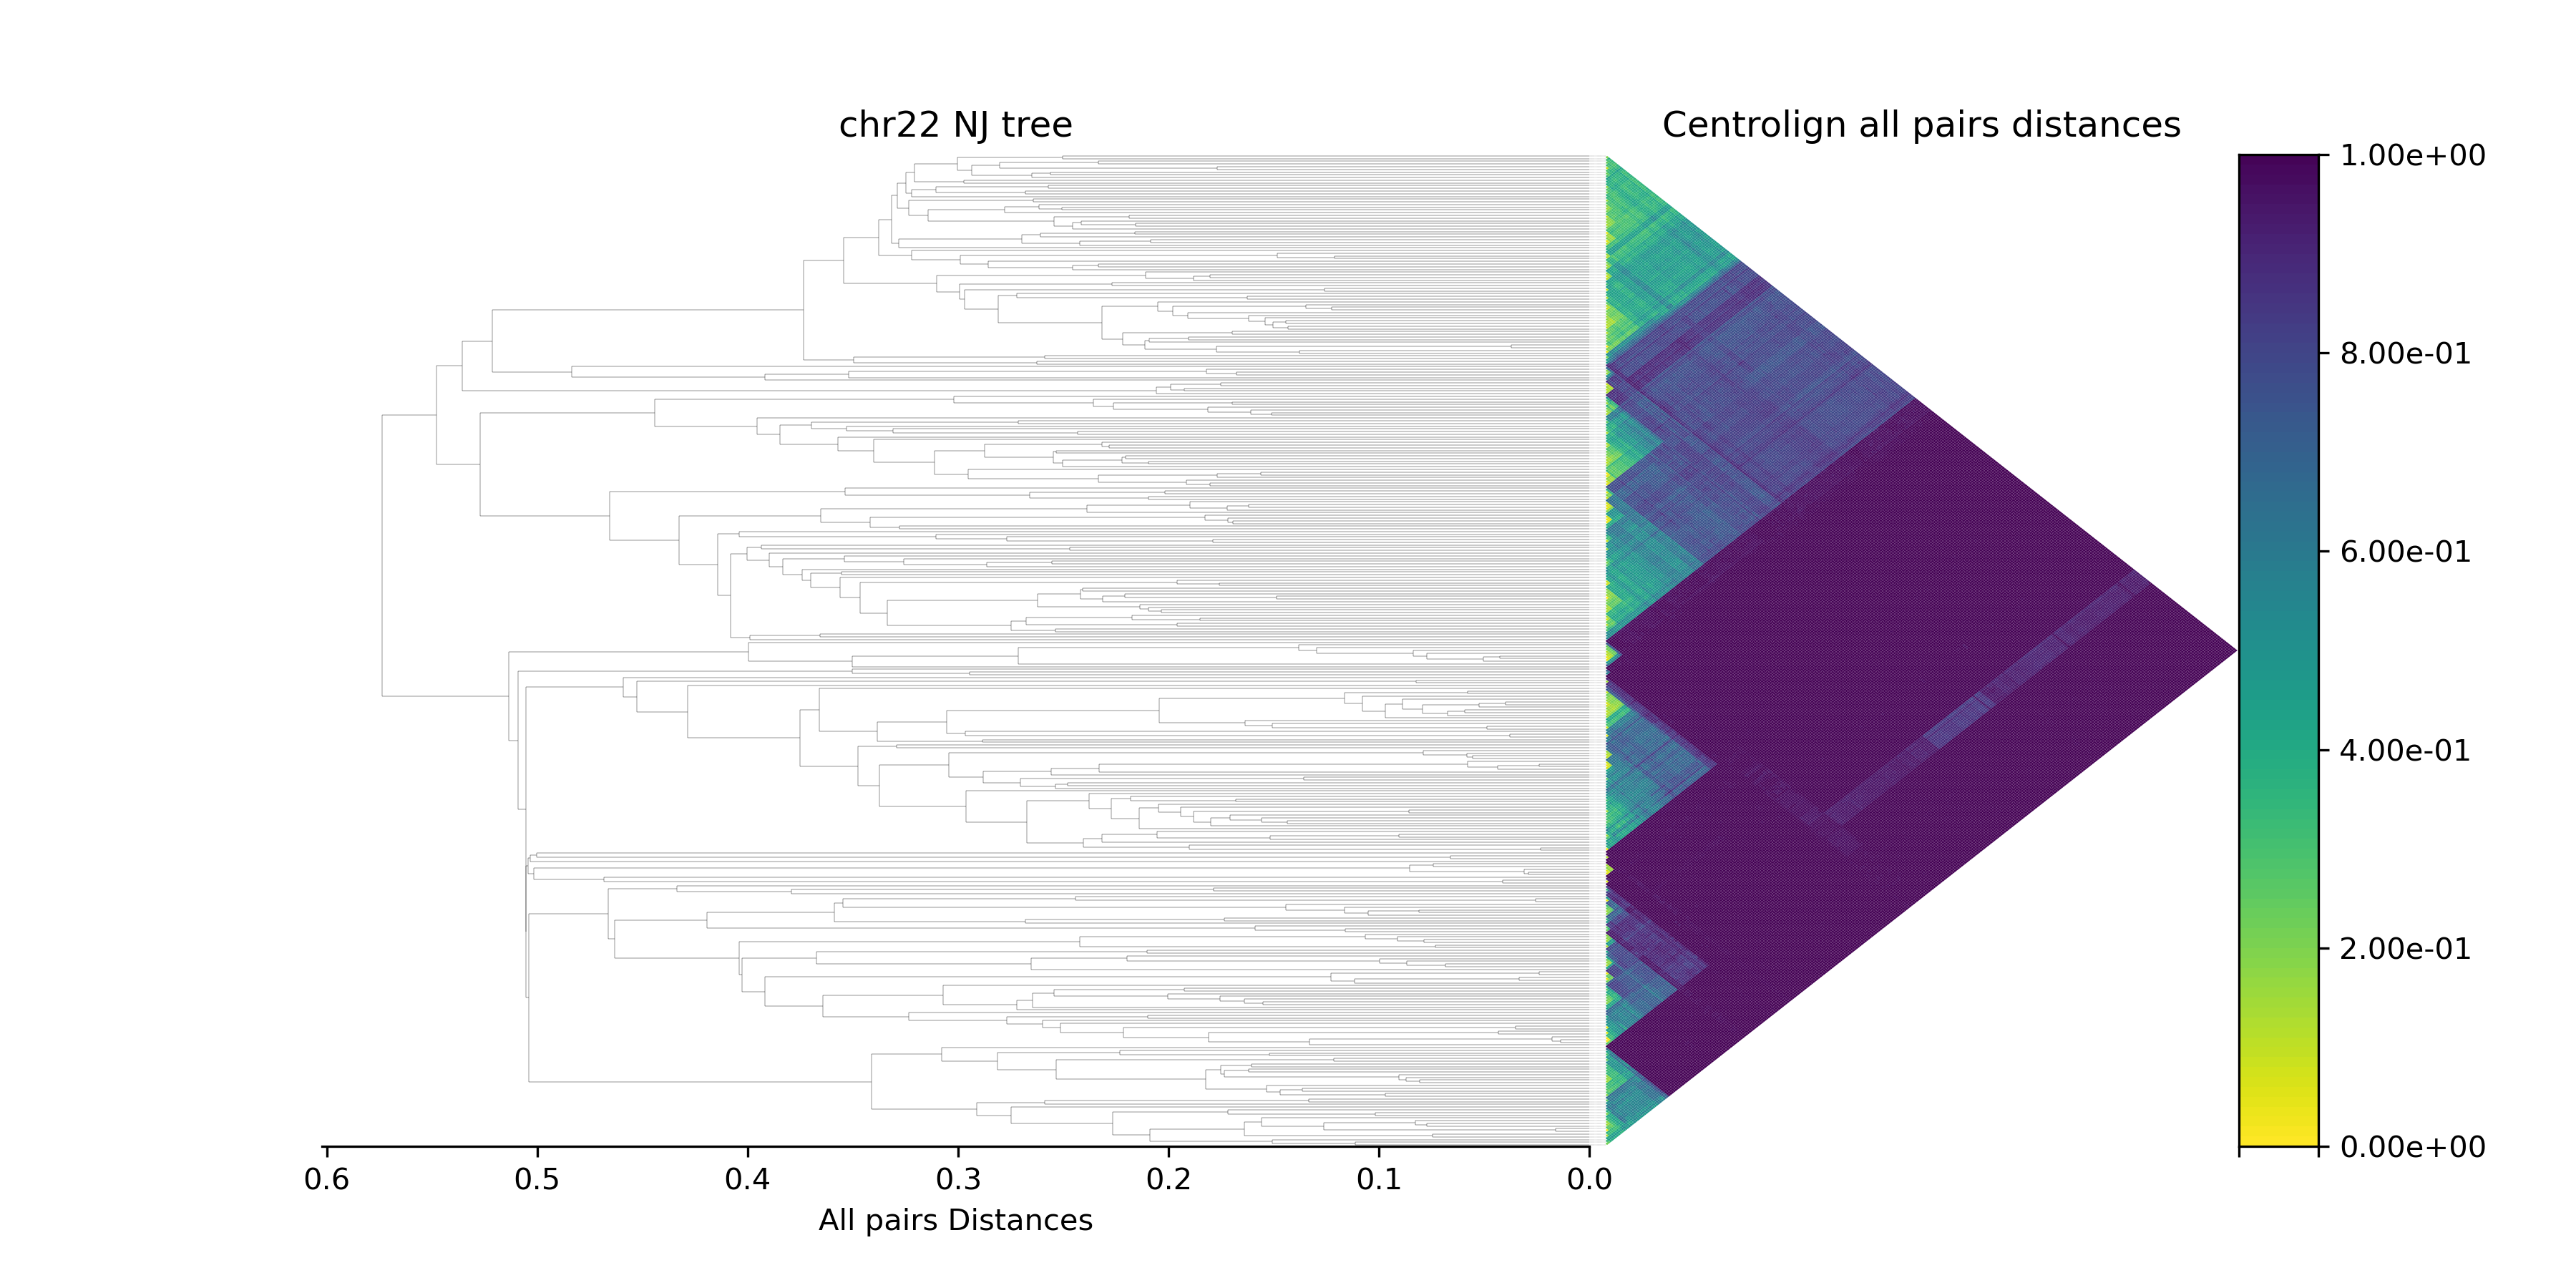 chr22 NJ tree
Centrolign all pairs distances
1.00e+00
8.00e-01
6.00e-01
4.00e-01
2.00e-01
0.00e+00
0.6 0.5 0.4 0.3 0.2 0.1 0.0
All pairs Distances